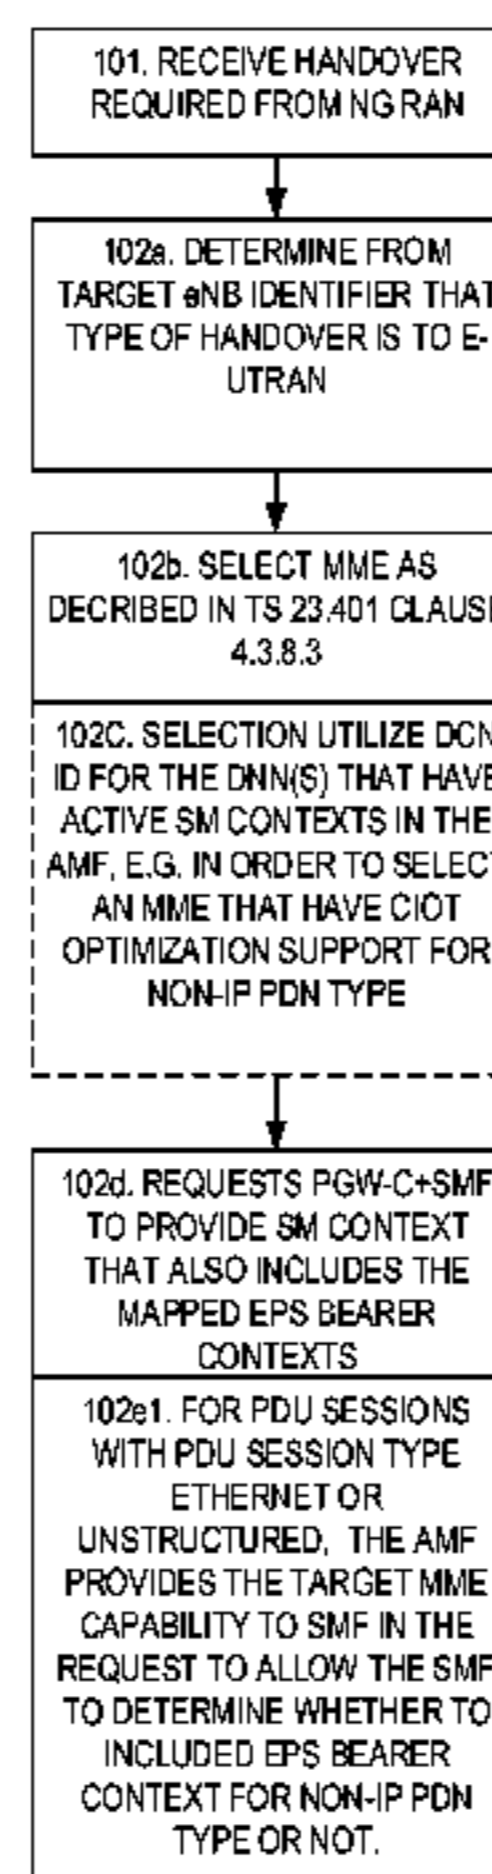 101. RECEIVE HANDOVER
REQUIRED FROM NG RAN
102a. DETERMINE FROM
TARGET eNB IDENTIFIER THAT
TYPE OF HANDOVER IS TO E-
UTRAN
102b. SELECT MME AS
DECRIBED IN TS 23.401 CLAUSE
4.3.8.3
102C. SELECTION UTILIZE DCN
ID FOR THE DNN(S) THAT HAVE
ACTIVE SM CONTEXTS IN THE
AMF, E.G. IN ORDER TO SELECT
AN MME THAT HAVE CIOT
OPTIMIZATION SUPPORT FOR
NON-IP PDN TYPE
102d. REQUESTS PGW-C+SMF
TO PROVIDE SM CONTEXT
THAT ALSO INCLUDES THE
MAPPED EPS BEARER
CONTEXTS
102e1. FOR PDU SESSIONS
WITH PDU SESSION TYPE
ETHERNET OR
UNSTRUCTURED, THE AMF
PROVIDES THE TARGET MME
CAPABILITY TO SMF IN THE
REQUEST TO ALLOW THE SMF
TO DETERMINE WHETHER TO
INCLUDED EPS BEARER
CONTEXT FOR NON-IP PDN
TYPE OR NOT.